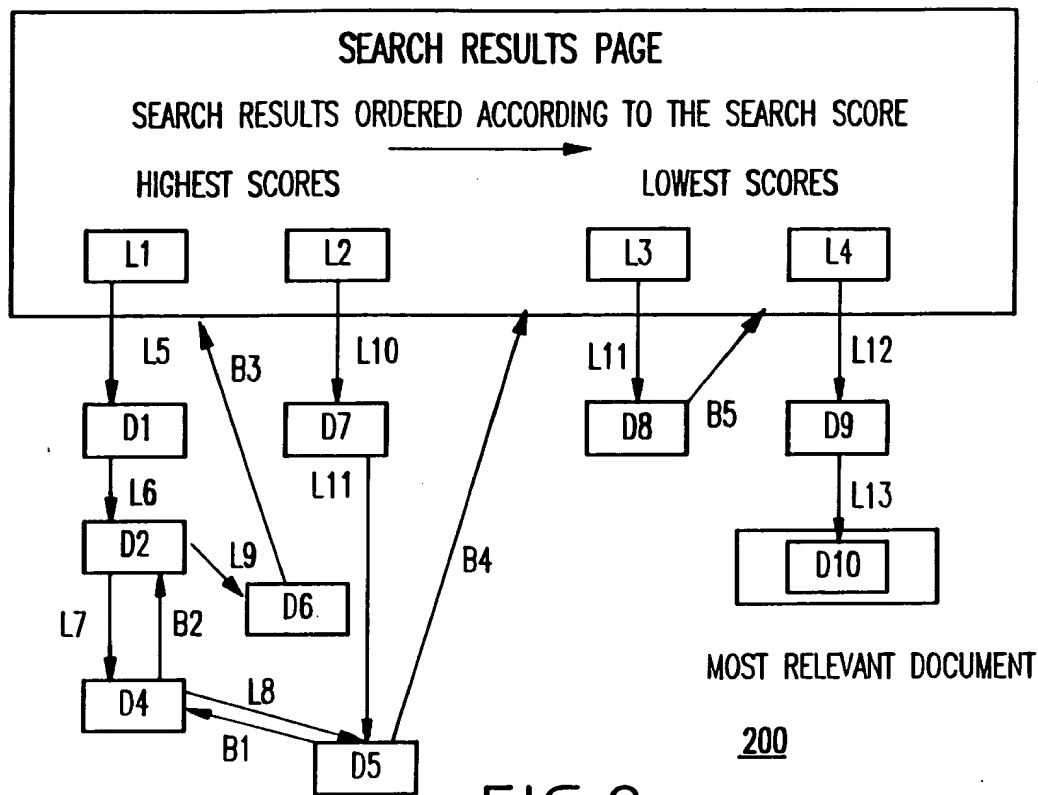 SEARCH RESULTS PAGE
SEARCH RESULTS ORDERED ACCORDING TO THE SEARCH SCORE
HIGHEST SCORES LOWEST SCORES
L1 L2 L3 L4
L5 B3 L10 L11 B5 L12
D1 D7 D8 D9
L6 L11 L13
D2 L9 B4 D10
D6
L7 B2
MOST RELEVANT DOCUMENT
D4 L8
B1 D5
200